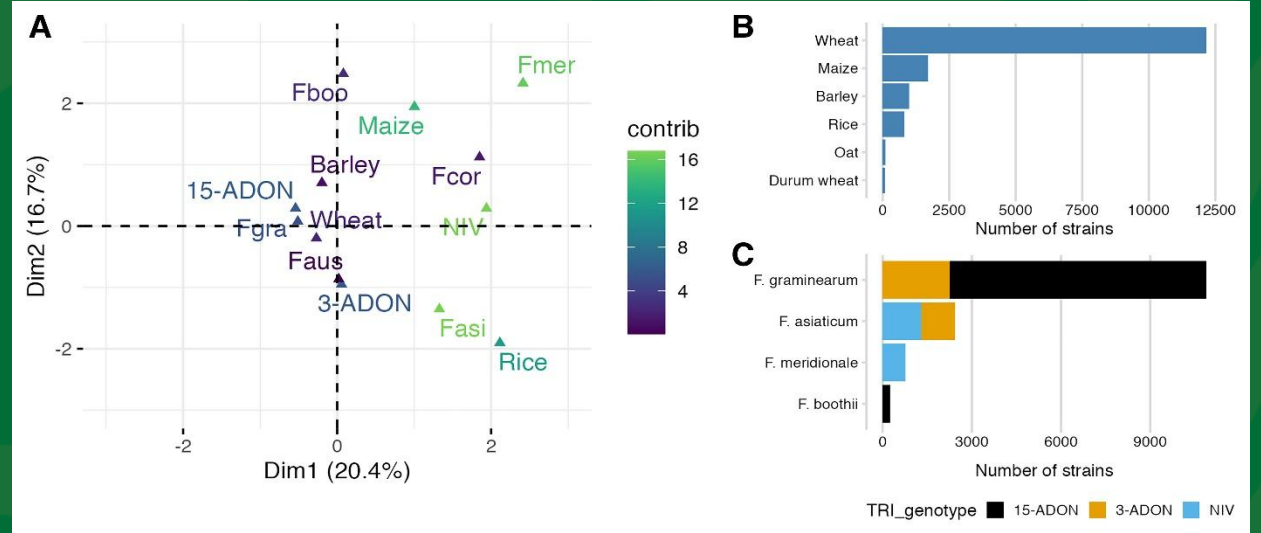 A
Fmer
Fboo
Maize
Barley
Fcor
15-ADON
Fgra
Wheat
NIV
Faus
3-ADON
Fasi
Rice
2
0
-2
-2
0
2
Dim1 (20.4%)
Dim2 (16.7%)
contrib
16
12
8
4
B
Wheat
Maize
Barley
Rice
Oat
Durum wheat
0 2500 5000 7500 10000 12500
Number of strains
C
F. graminearum
F. asiaticum
F. meridionale
F. boothii
0 3000 6000 9000
Number of strains
TRI_genotype 15-ADON 3-ADON NIV